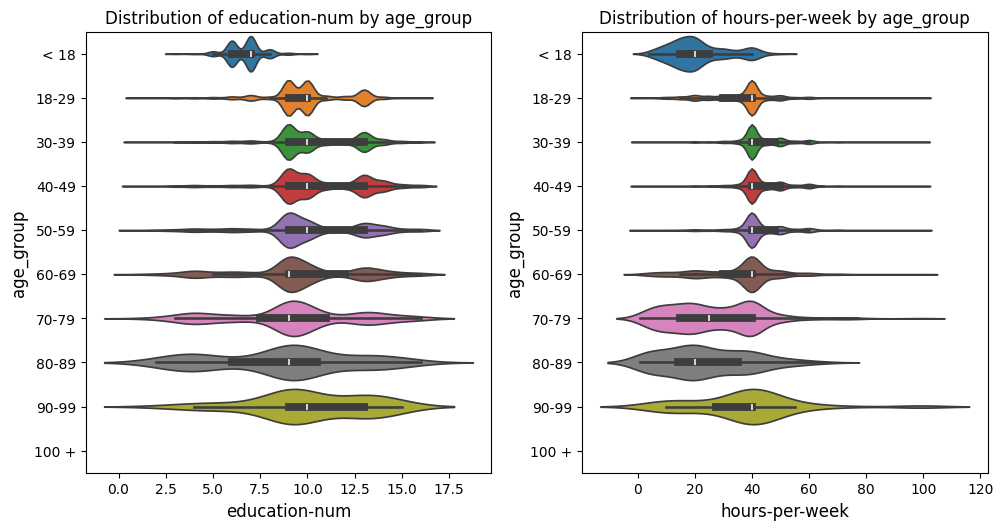 Distribution of education-num by age_group
< 18
18-29
30-39
40-49
50-59
60-69
70-79
80-89
90-99
100 +
age_group
0.0 2.5 5.0 7.5 10.0 12.5 15.0 17.5
education-num
Distribution of hours-per-week by age_group
< 18
18-29
30-39
40-49
50-59
60-69
70-79
80-89
90-99
100 +
age_group
0 20 40 60 80 100 120
hours-per-week